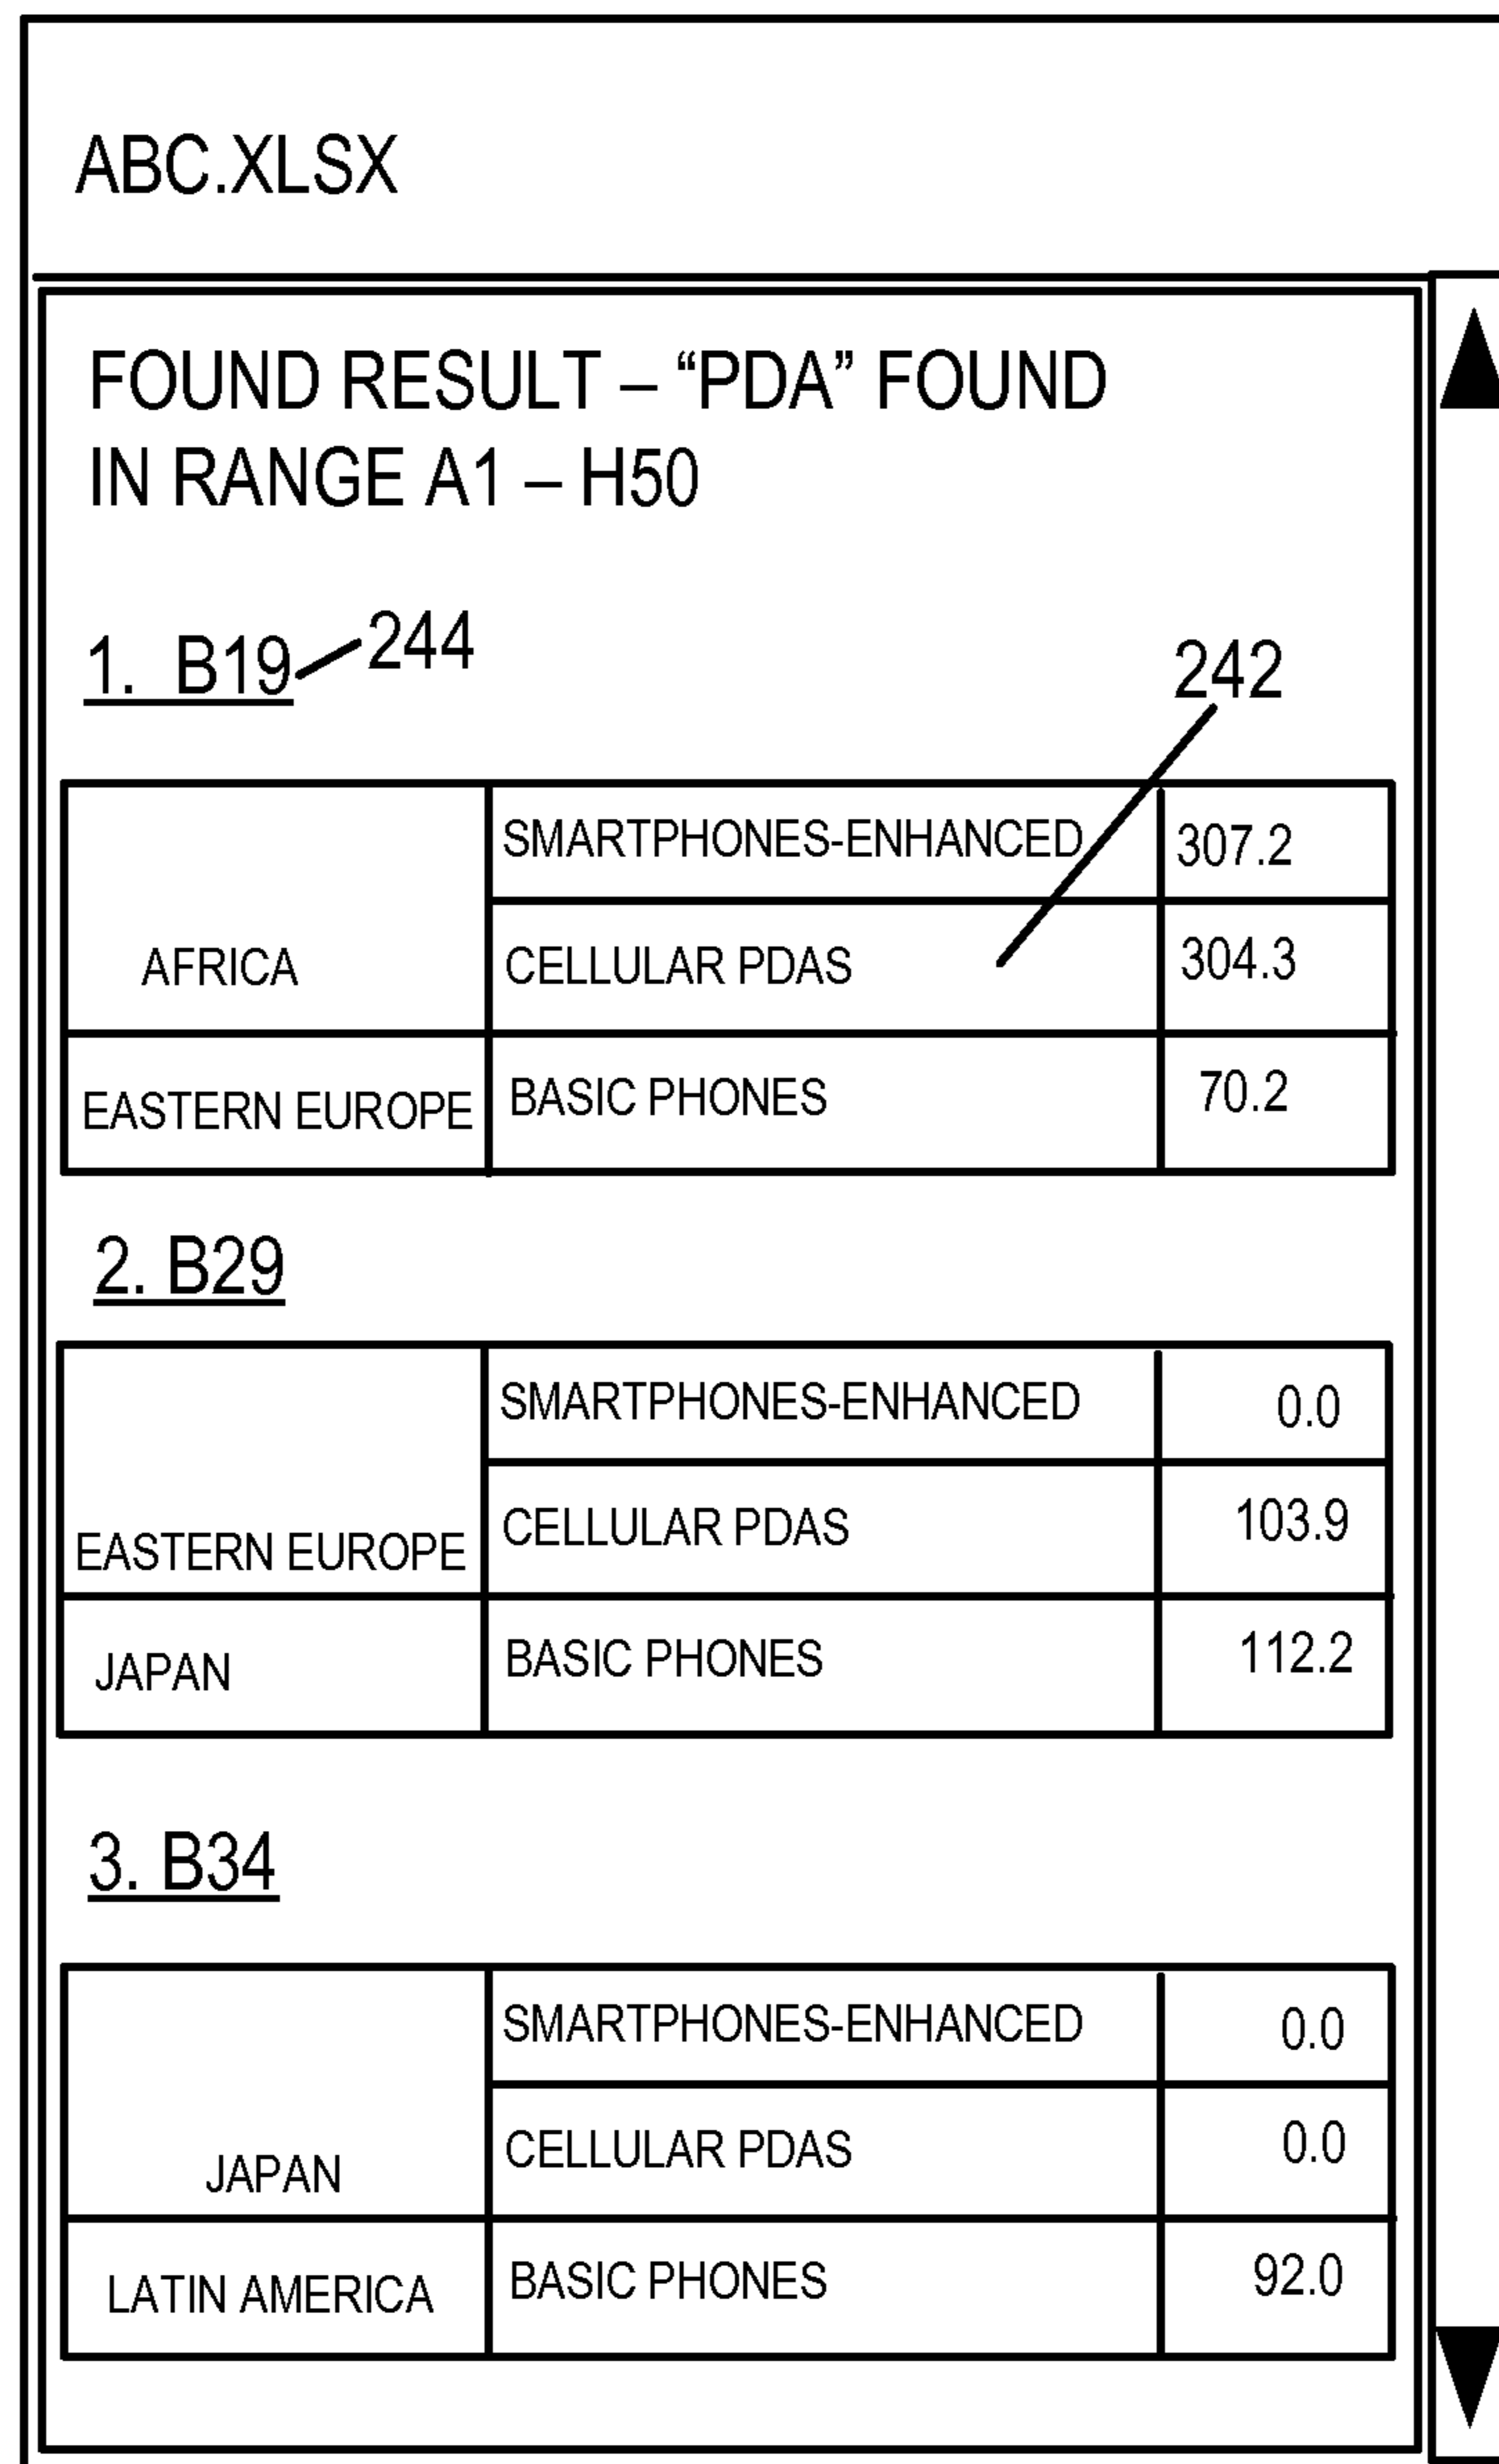 ABC.XLSX
FOUND RESULT – “PDA” FOUND
IN RANGE A1 – H50
1. B19 244
242
SMARTPHONES-ENHANCED 307.2
AFRICA CELLULAR PDAS 304.3
EASTERN EUROPE BASIC PHONES 70.2
2. B29
SMARTPHONES-ENHANCED 0.0
EASTERN EUROPE CELLULAR PDAS 103.9
JAPAN BASIC PHONES 112.2
3. B34
SMARTPHONES-ENHANCED 0.0
JAPAN CELLULAR PDAS 0.0
LATIN AMERICA BASIC PHONES 92.0